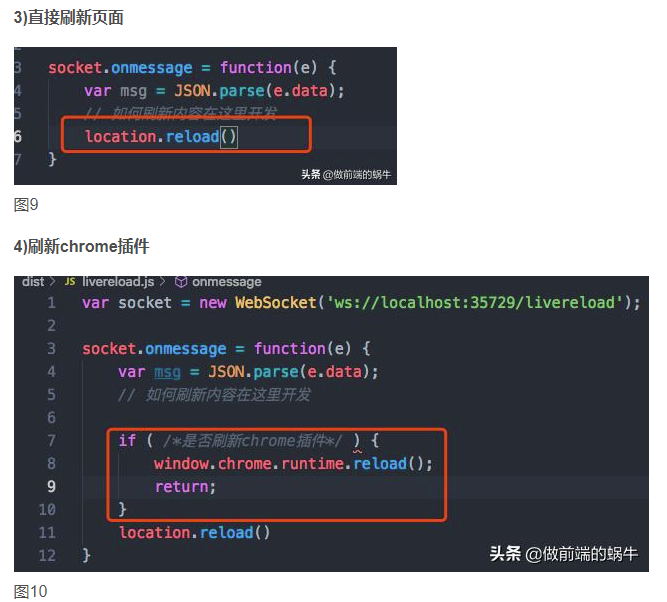 3)直接刷新页面
3 socket.onmessage = function(e) {
4 var msg = JSON.parse(e.data);
5 // 如何刷新内容在这里开发
6 location.reload()
7 }
头条 @做前端的蜗牛
图9
4)刷新chrome插件
dist > JS livereload.js > onmessage
1 var socket = new WebSocket('ws://localhost:35729/livereload');
2
3 socket.onmessage = function(e) {
4 var msg = JSON.parse(e.data);
5 // 如何刷新内容在这里开发
6
7 if ( /*是否刷新chrome插件*/ ) {
8 window.chrome.runtime.reload();
9 return;
10 }
11 location.reload()
12 }
头条 @做前端的蜗牛
图10